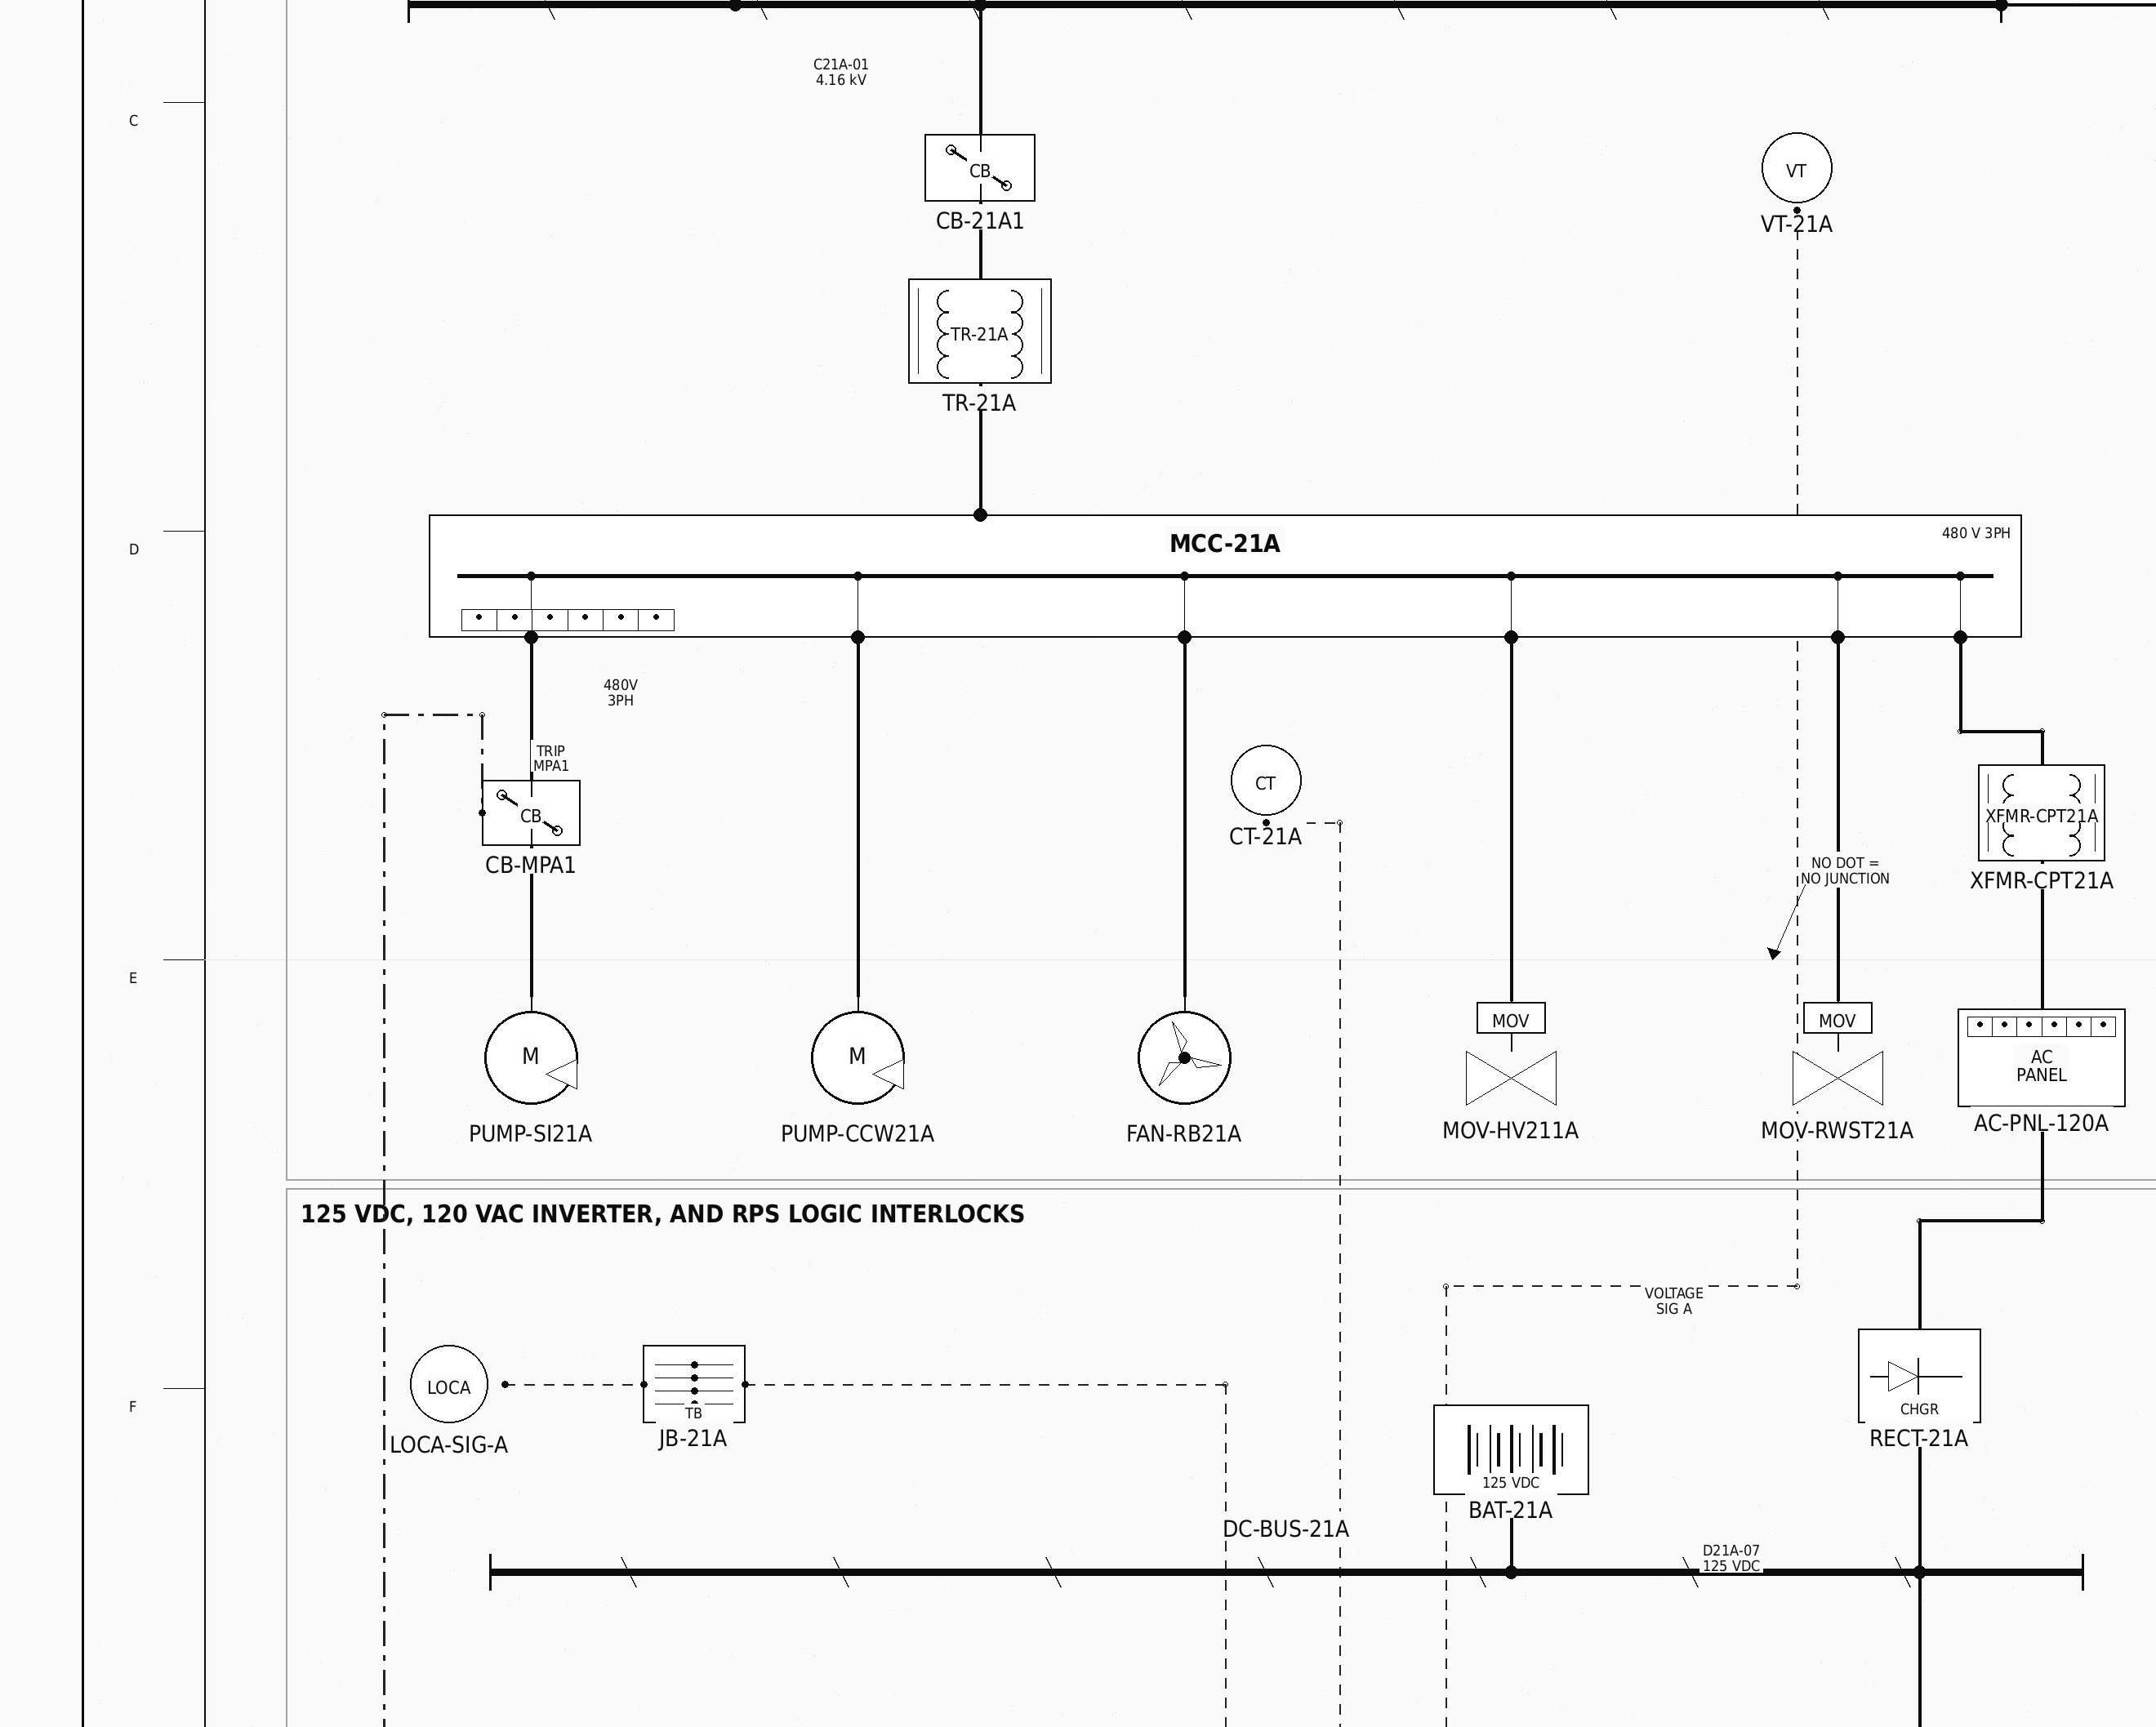 C21A-01
4.16 kV
C
CB
VT
CB-21A1
VT-21A
TR-21A
TR-21A
MCC-21A
480 V 3PH
D
480V
3PH
TRIP
MPA1
CB
CB-MPA1
CT
CT-21A
XFMR-CPT21A
XFMR-CPT21A
NO DOT =
NO JUNCTION
E
M
M
MOV
MOV
AC
PANEL
PUMP-SI21A
PUMP-CCW21A
FAN-RB21A
MOV-HV211A
MOV-RWST21A
AC-PNL-120A
125 VDC, 120 VAC INVERTER, AND RPS LOGIC INTERLOCKS
VOLTAGE
SIG A
F
LOCA
LOCA-SIG-A
TB
JB-21A
CHGR
RECT-21A
125 VDC
BAT-21A
DC-BUS-21A
D21A-07
125 VDC